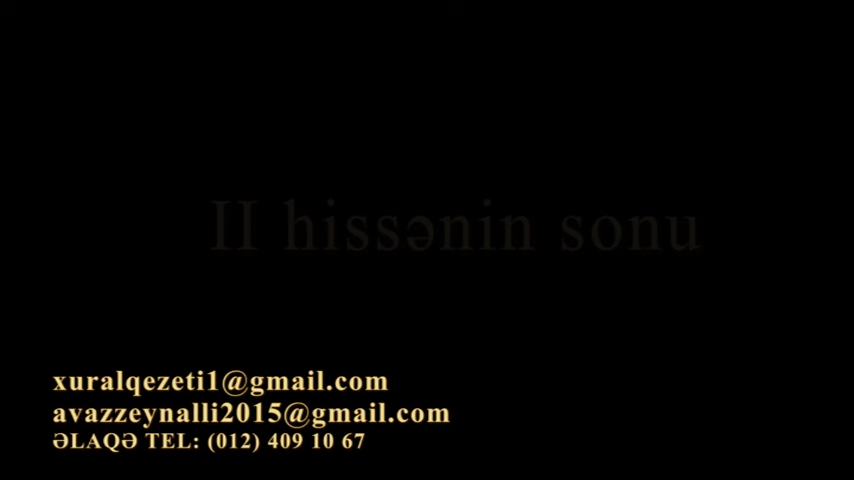 II hissənin sonu
xuralqezeti1@gmail.com
avazzeynalli2015@gmail.com
ƏLAQƏ TEL: (012) 409 10 67